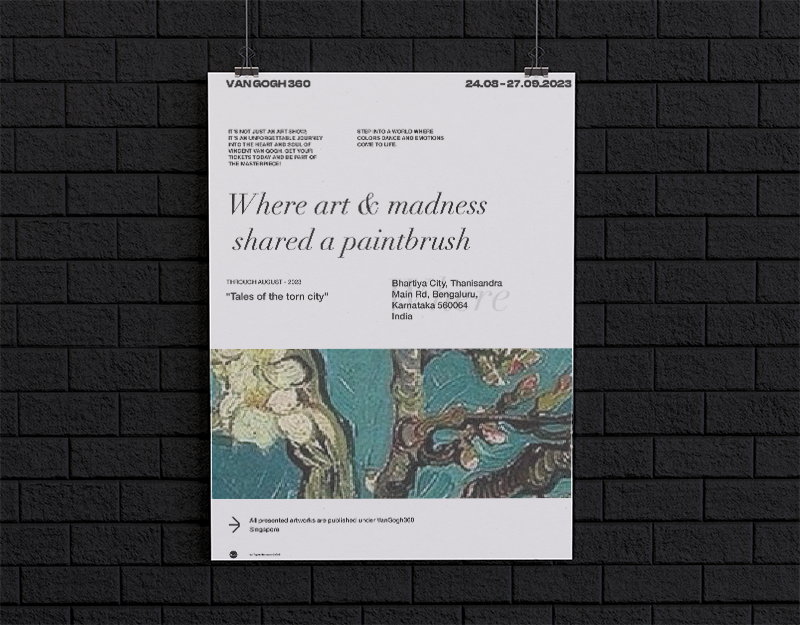 VAN GOGH 360
24.08 - 27.09.2023
IT'S NOT JUST AN ART SHOW;
IT'S AN UNFORGETTABLE JOURNEY
INTO THE HEART AND SOUL OF
VINCENT VAN GOGH. GET YOUR
TICKETS TODAY AND BE PART OF
THE MASTERPIECE!
STEP INTO A WORLD WHERE
COLORS DANCE AND EMOTIONS
COME TO LIFE.
Where art & madness
shared a paintbrush
THROUGH AUGUST - 2023
"Tales of the torn city"
Bhartiya City, Thanisandra
Main Rd, Bengaluru,
Karnataka 560064
India
All presented artworks are published under VanGogh360
Singapore